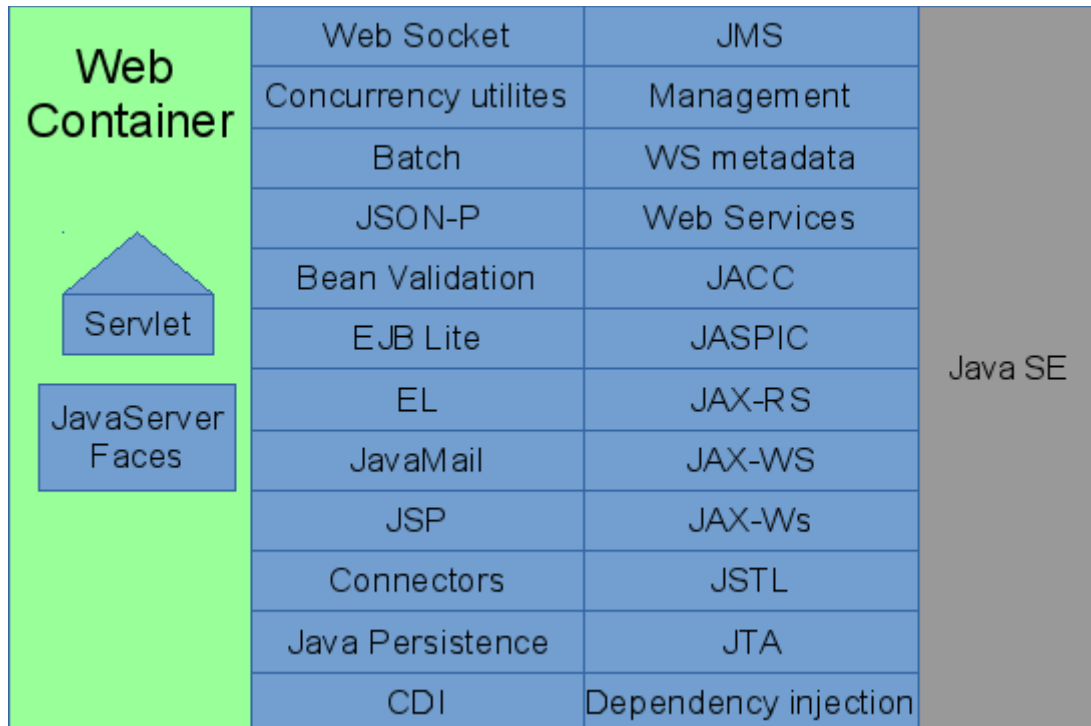 Web
Container
Servlet
JavaServer
Faces
Web Socket
JMS
Concurrency utilites
Management
Batch
WS metadata
JSON-P
Web Services
Bean Validation
JACC
EJB Lite
JASPIC
EL
JAX-RS
JavaMail
JAX-WS
JSP
JAX-Ws
Connectors
JSTL
Java Persistence
JTA
CDI
Dependency injection
Java SE